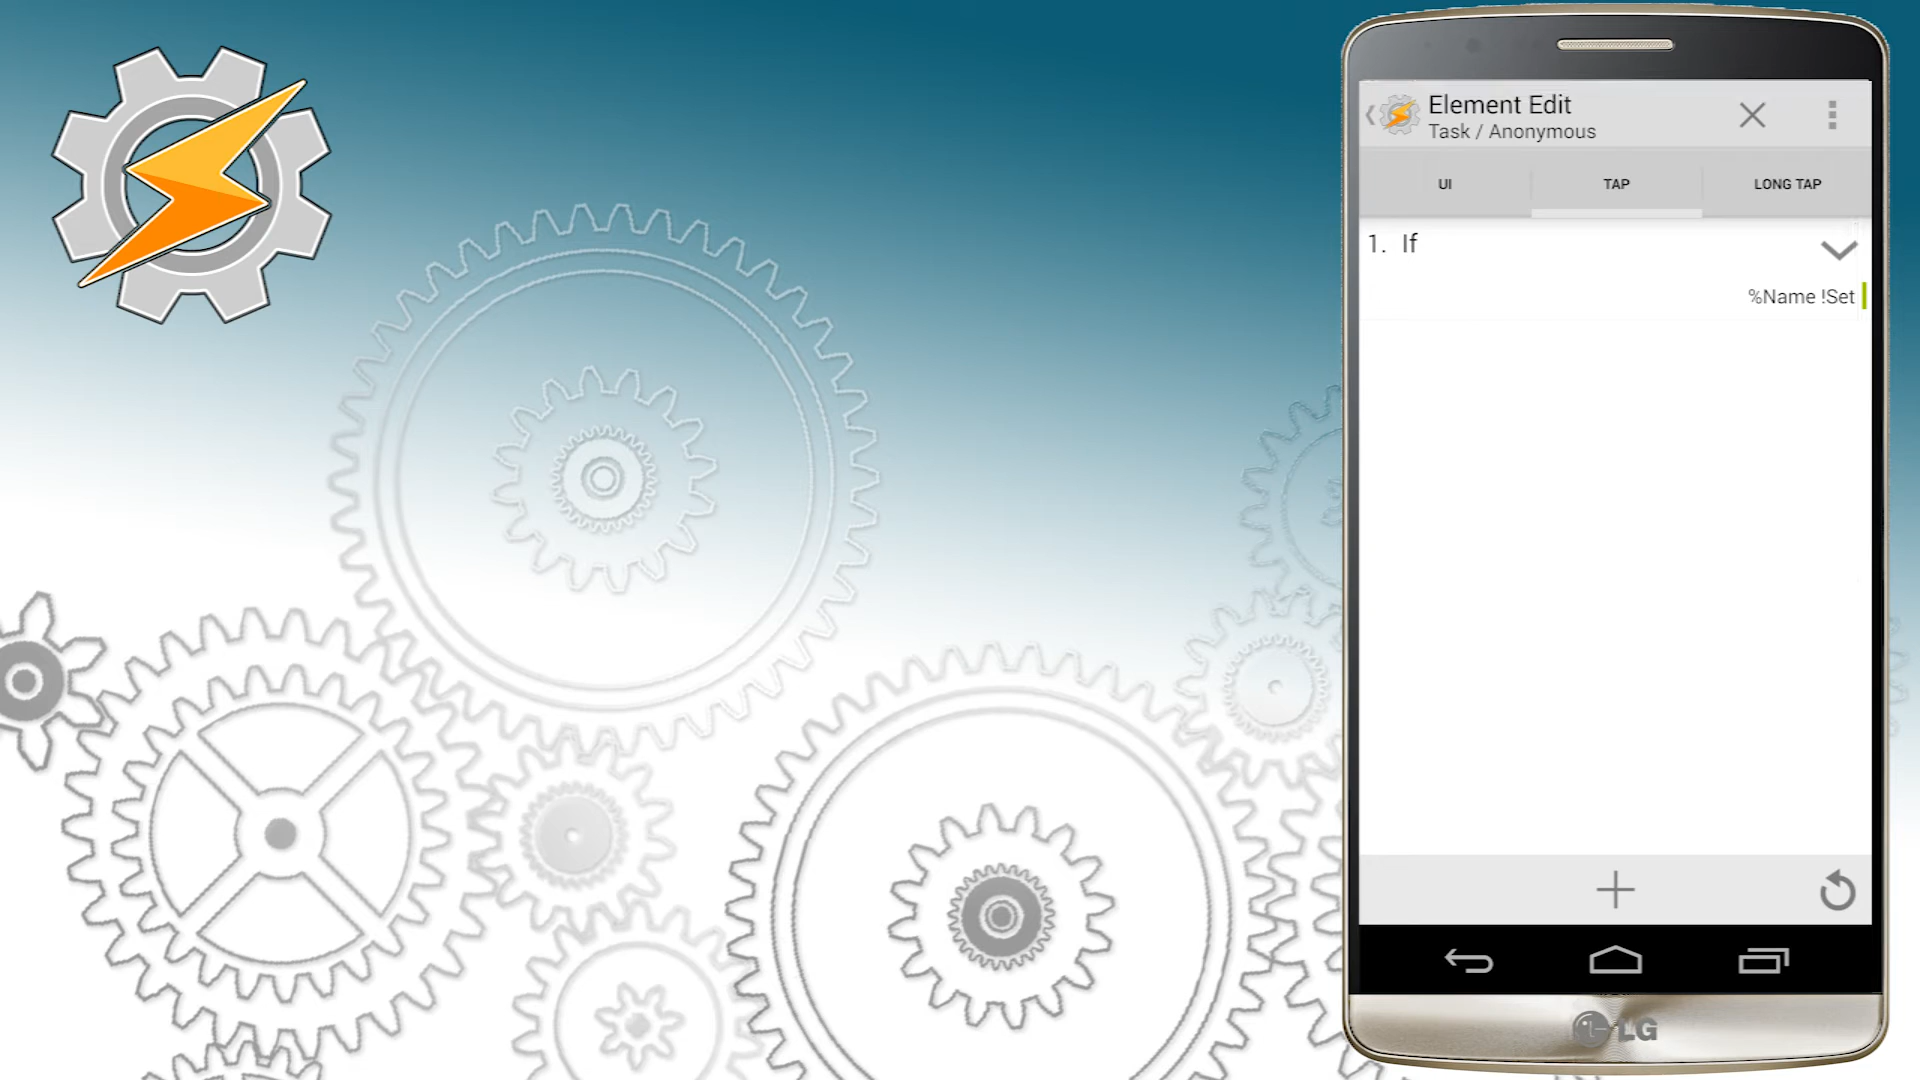 Element Edit
Task / Anonymous
UI
TAP
LONG TAP
1. If
%Name !Set
LG